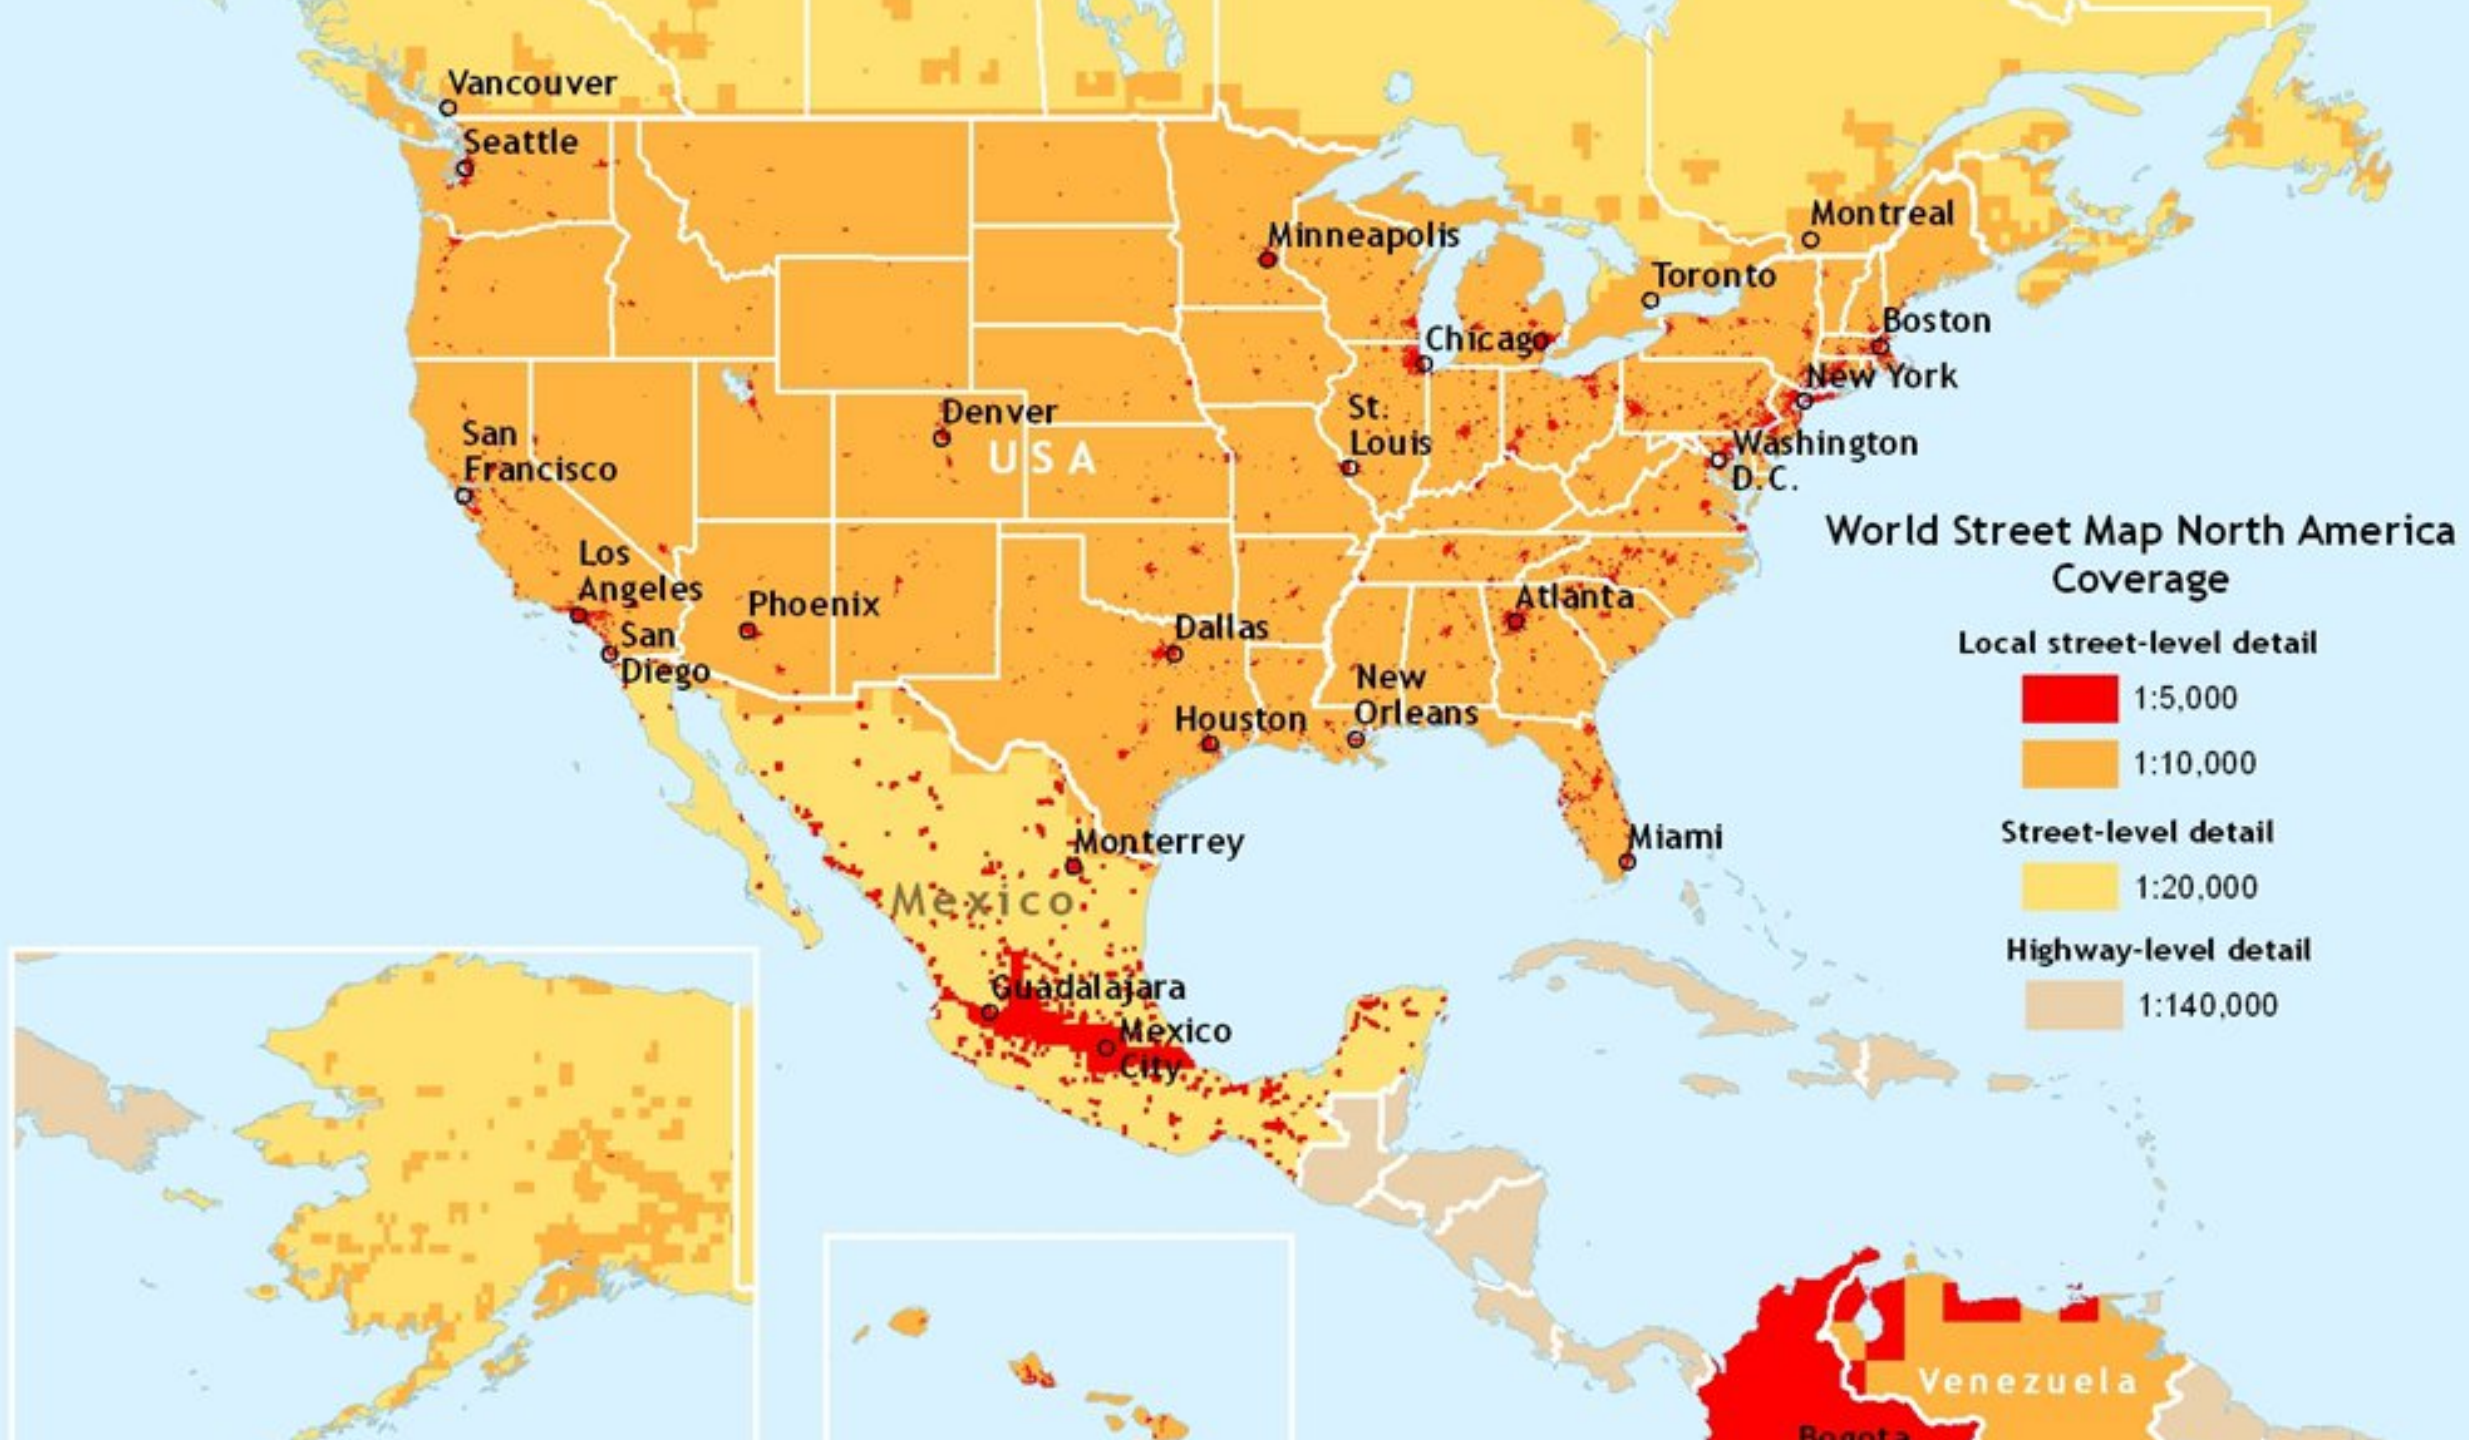 Vancouver
Seattle
Minneapolis
Montreal
Toronto
Boston
Chicago
New York
Denver
St.
Louis
San
Francisco
USA
Washington
D.C.
World Street Map North America
Coverage
Los
Angeles
Phoenix
Atlanta
San
Diego
Dallas
New
Orleans
Houston
Local street-level detail
1:5,000
1:10,000
Monterrey
Miami
Street-level detail
1:20,000
Mexico
Highway-level detail
1:140,000
Guadalajara
Mexico
City
Venezuela
Bogota